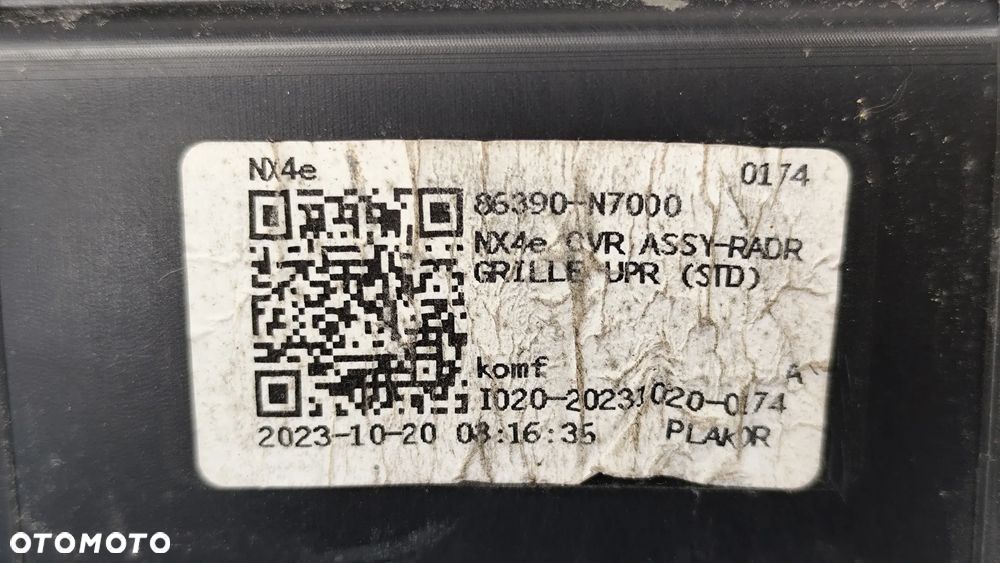 NX4e 0174
86390-N7000
NX4e CVR ASSY-RADR
GRILLE UPR (STD)
komf A
I020-20231020-0174
2023-10-20 08:16:35 PLAKOR
OTOMOTO